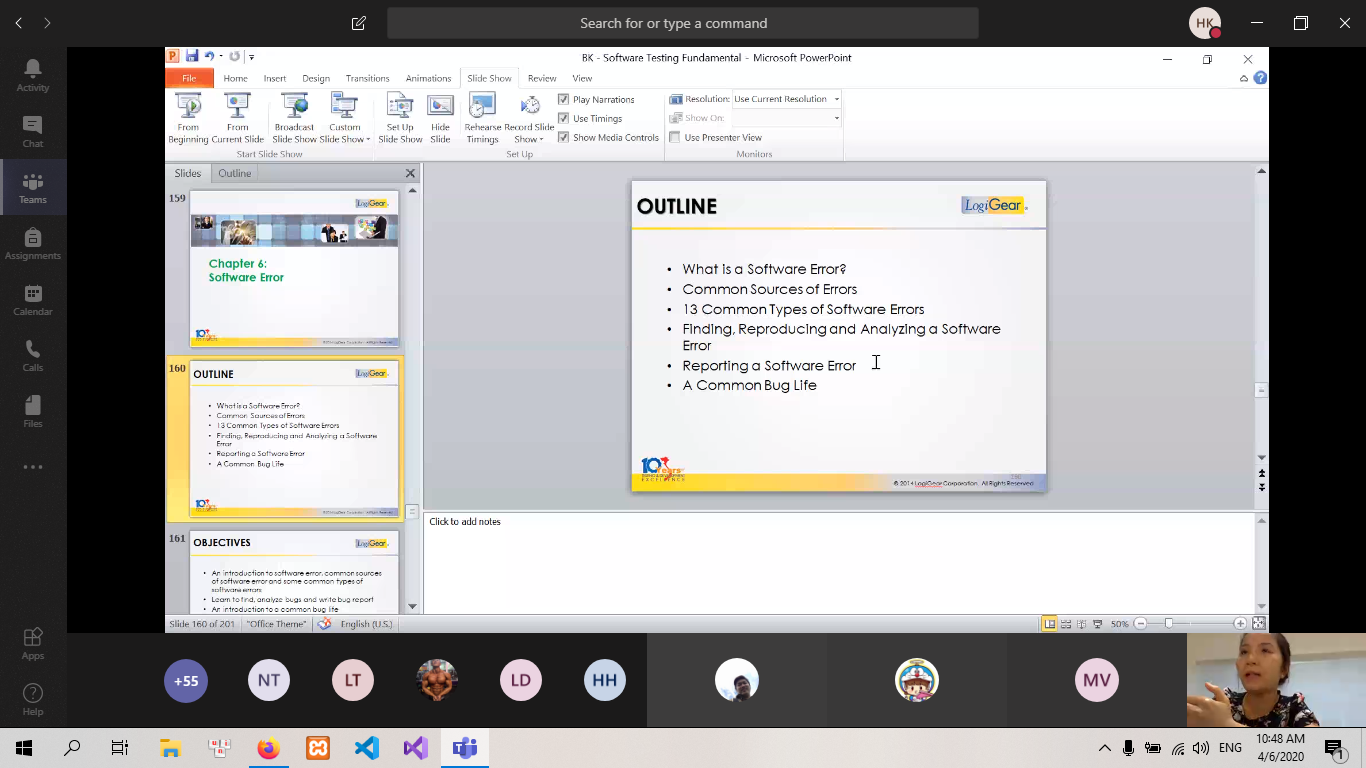 Search for or type a command
HK
Activity
Chat
Teams
Assignments
Calendar
Calls
Files
Apps
Help
BK - Software Testing Fundamental - Microsoft PowerPoint
File Home Insert Design Transitions Animations Slide Show Review View
From Beginning
From Current Slide
Broadcast Slide Show
Custom Slide Show
Start Slide Show
Set Up Slide Show
Hide Slide
Rehearse Timings
Record Slide Show
Play Narrations
Use Timings
Show Media Controls
Set Up
Resolution: Use Current Resolution
Show On:
Use Presenter View
Monitors
Slides Outline
159
LogiGear
Chapter 6:
Software Error
10
160
OUTLINE
LogiGear
• What is a Software Error?
• Common Sources of Errors
• 13 Common Types of Software Errors
• Finding, Reproducing and Analyzing a Software
Error
• Reporting a Software Error
• A Common Bug Life
10
161
OBJECTIVES
LogiGear
• An introduction to software error, common sources
of software error and some common types of
software errors
• Learn to find, analyze bugs and write bug report
• An introduction to a common bug life
OUTLINE
LogiGear
• What is a Software Error?
• Common Sources of Errors
• 13 Common Types of Software Errors
• Finding, Reproducing and Analyzing a Software
Error
• Reporting a Software Error
• A Common Bug Life
10 years
EXCELLENCE
© 2014 LogiGear Corporation. All Rights Reserved
Click to add notes
Slide 160 of 201 "Office Theme" English (U.S.) 50%
+55 NT LT LD HH MV
ENG
10:48 AM
4/6/2020
1